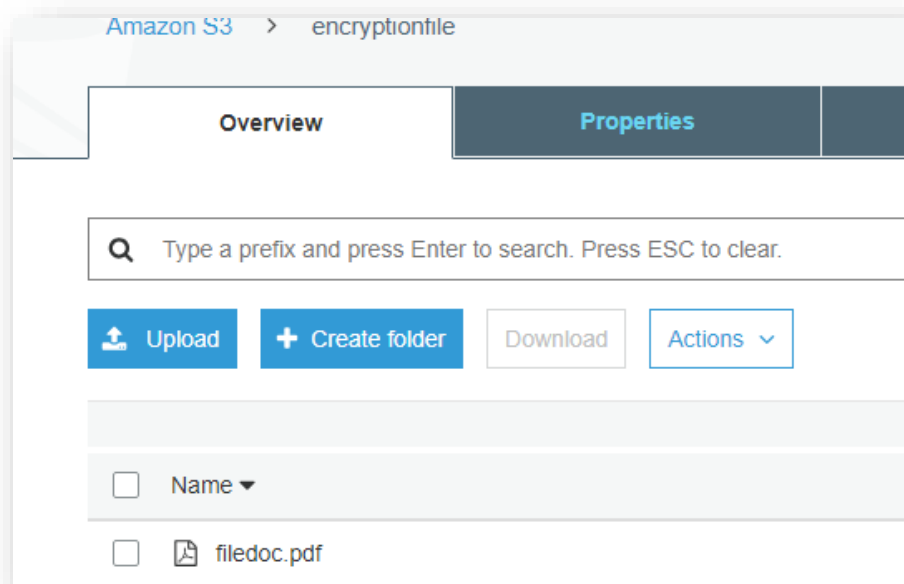 Amazon S3 > encryptionfile
Overview Properties
Type a prefix and press Enter to search. Press ESC to clear.
Upload + Create folder Download Actions
Name
filedoc.pdf